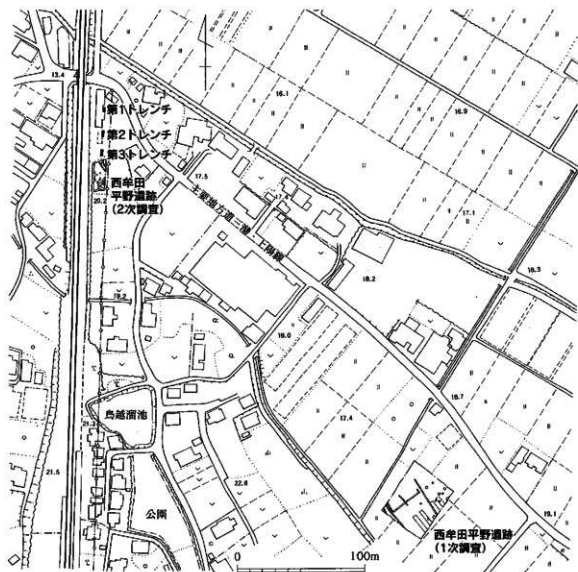 13.4
16.1
16.9
第1トレンチ
第2トレンチ
第3トレンチ
西牟田
平野遺跡
(2次調査)
20.2
17.5
17.4
17.1
主要地方道三潴・上陽線
18.3
18.2
19.2
18.0
18.7
17.4
鳥越溜池
21.3
21.5
22.8
公園
西牟田平野遺跡
(1次調査)
19.1
0 100m